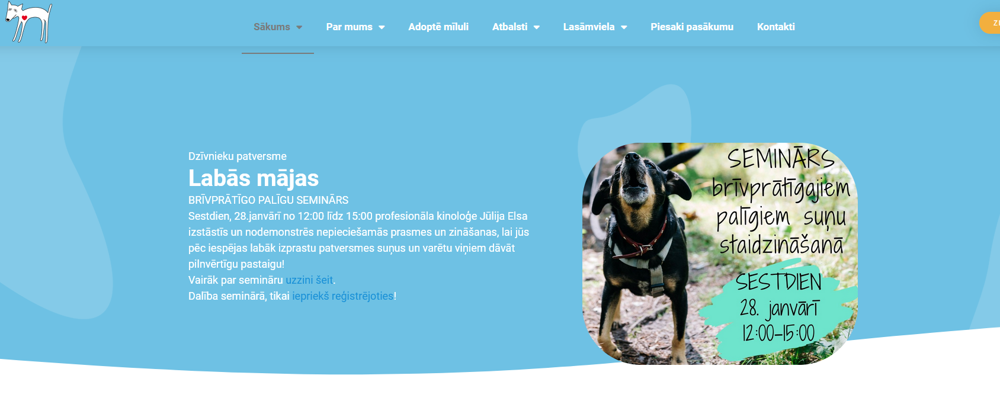 Sākums
Par mums
Adoptē mīluli
Atbalsti
Lasāmviela
Piesaki pasākumu
Kontakti
Dzīvnieku patversme
Labās mājas
BRĪVPRĀTĪGO PALĪGU SEMINĀRS
Sestdien, 28.janvārī no 12:00 līdz 15:00 profesionāla kinoloģe Jūlija Elsa
izstāstīs un nodemonstrēs nepieciešamās prasmes un zināšanas, lai jūs
pēc iespējas labāk izprastu patversmes suņus un varētu viņiem dāvāt
pilnvērtīgu pastaigu!
Vairāk par semināru uzzini šeit.
Dalība seminārā, tikai iepriekš reģistrējoties!
SEMINĀRS
brīvprātīgajiem
palīgiem suņu
staidzināšanā
SESTDIEN
28. janvārī
12:00-15:00